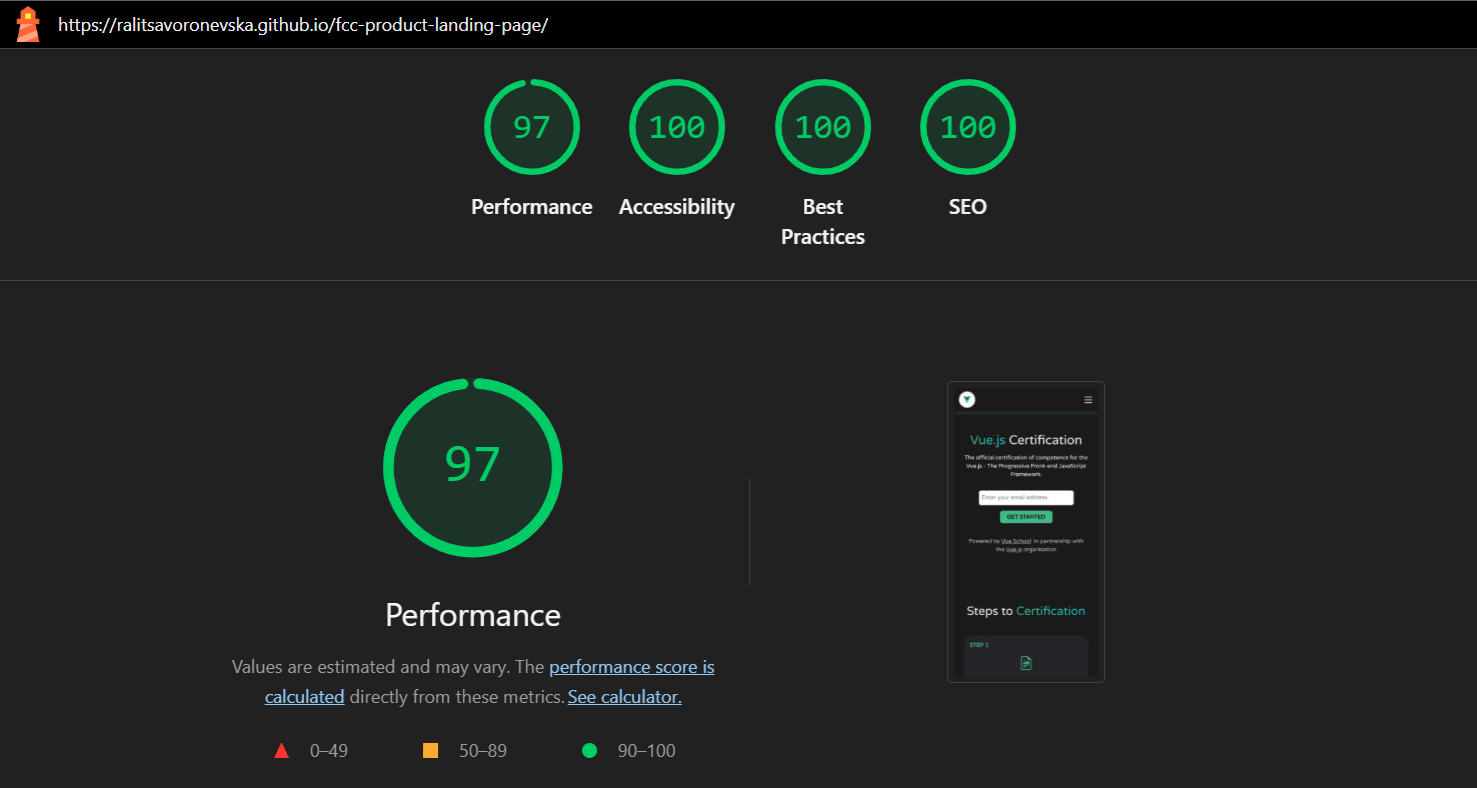 https://ralitsavoronevska.github.io/fcc-product-landing-page/
97
100
100
100
Performance
Accessibility
Best
Practices
SEO
97
Performance
Values are estimated and may vary. The performance score is
calculated directly from these metrics. See calculator.
0–49
50–89
90–100
Vue.js Certification
The official certification of competence for the
Vue.js - The Progressive Front-end JavaScript
Framework.
Enter your email address
GET STARTED
Powered by Vue School in partnership with
the Vue.js organisation
Steps to Certification
STEP 1